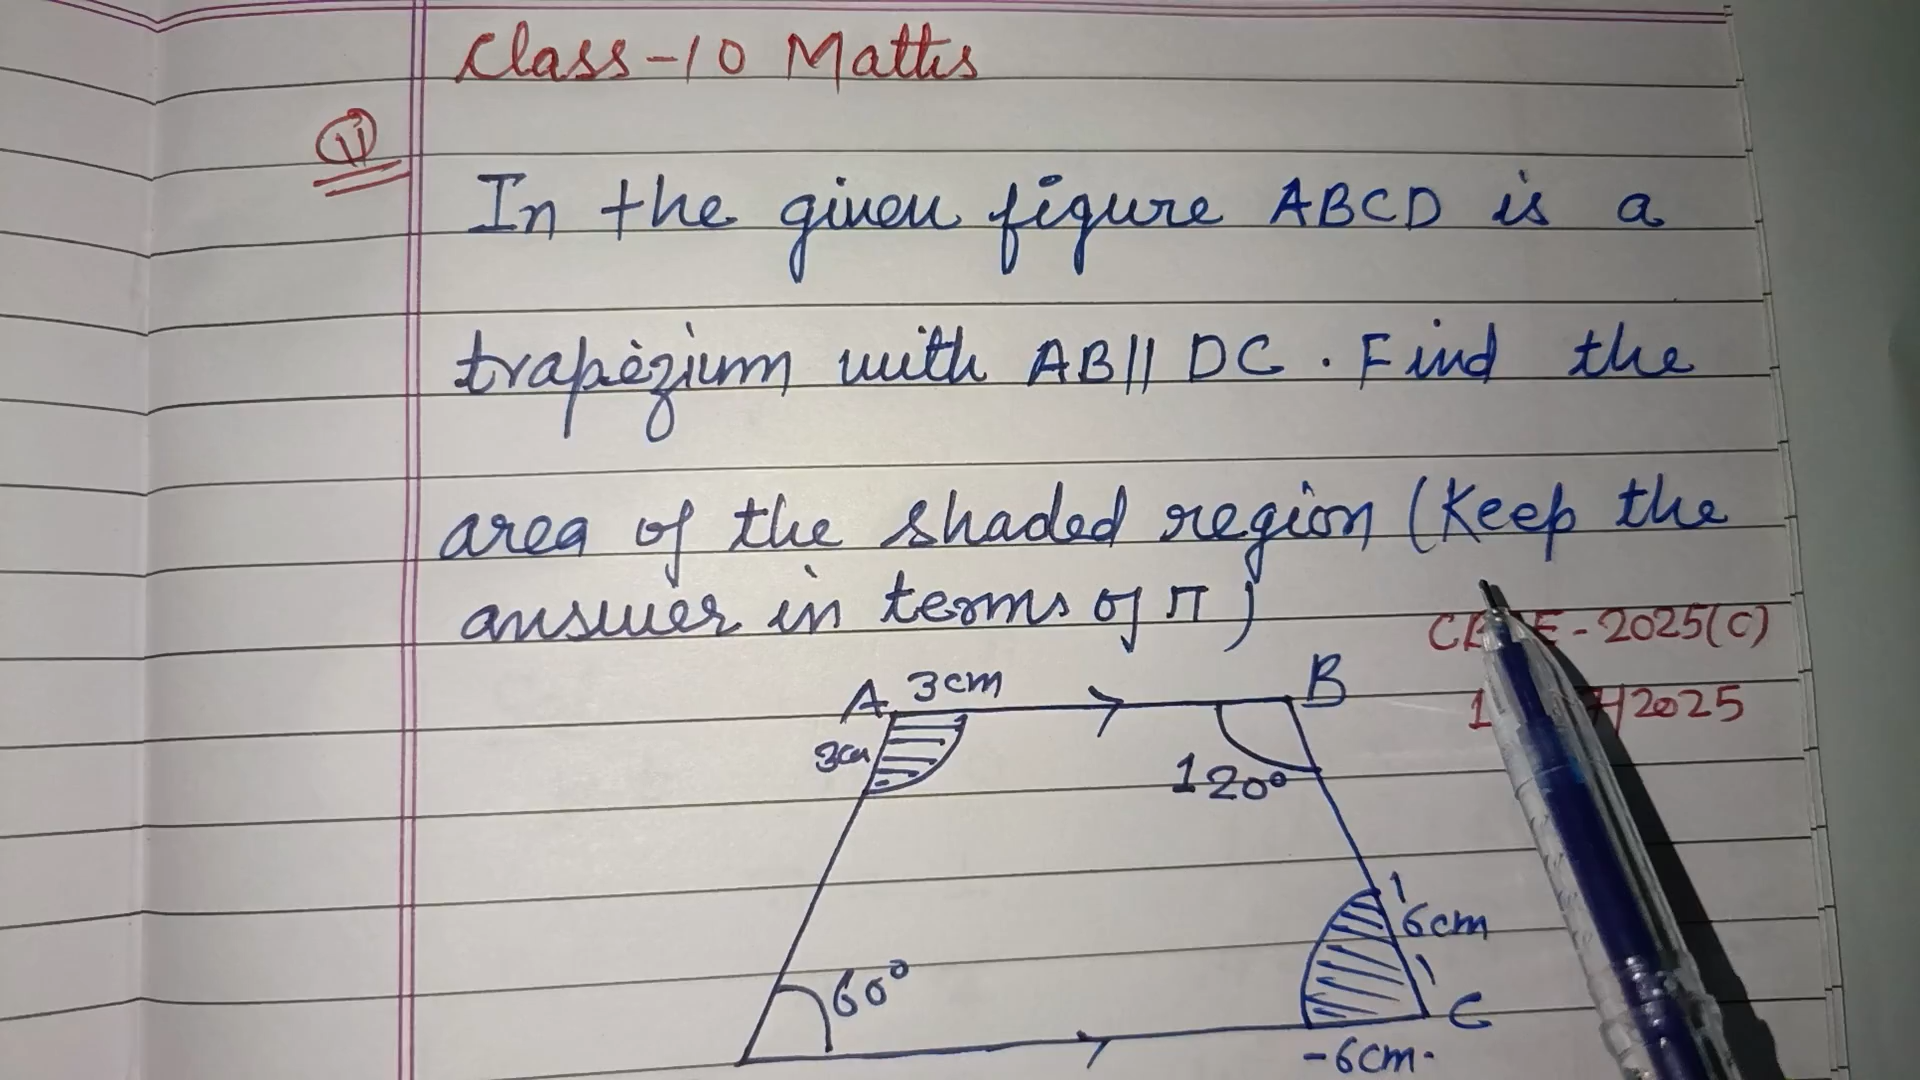 Class-10 Maths
11
In the given figure ABCD is a
trapezium with AB||DC. Find the
area of the shaded region (Keep the
answer in terms of π)
-2025(C)
2025
A 3cm
B
3cm
120°
6cm
60°
C
-6cm-